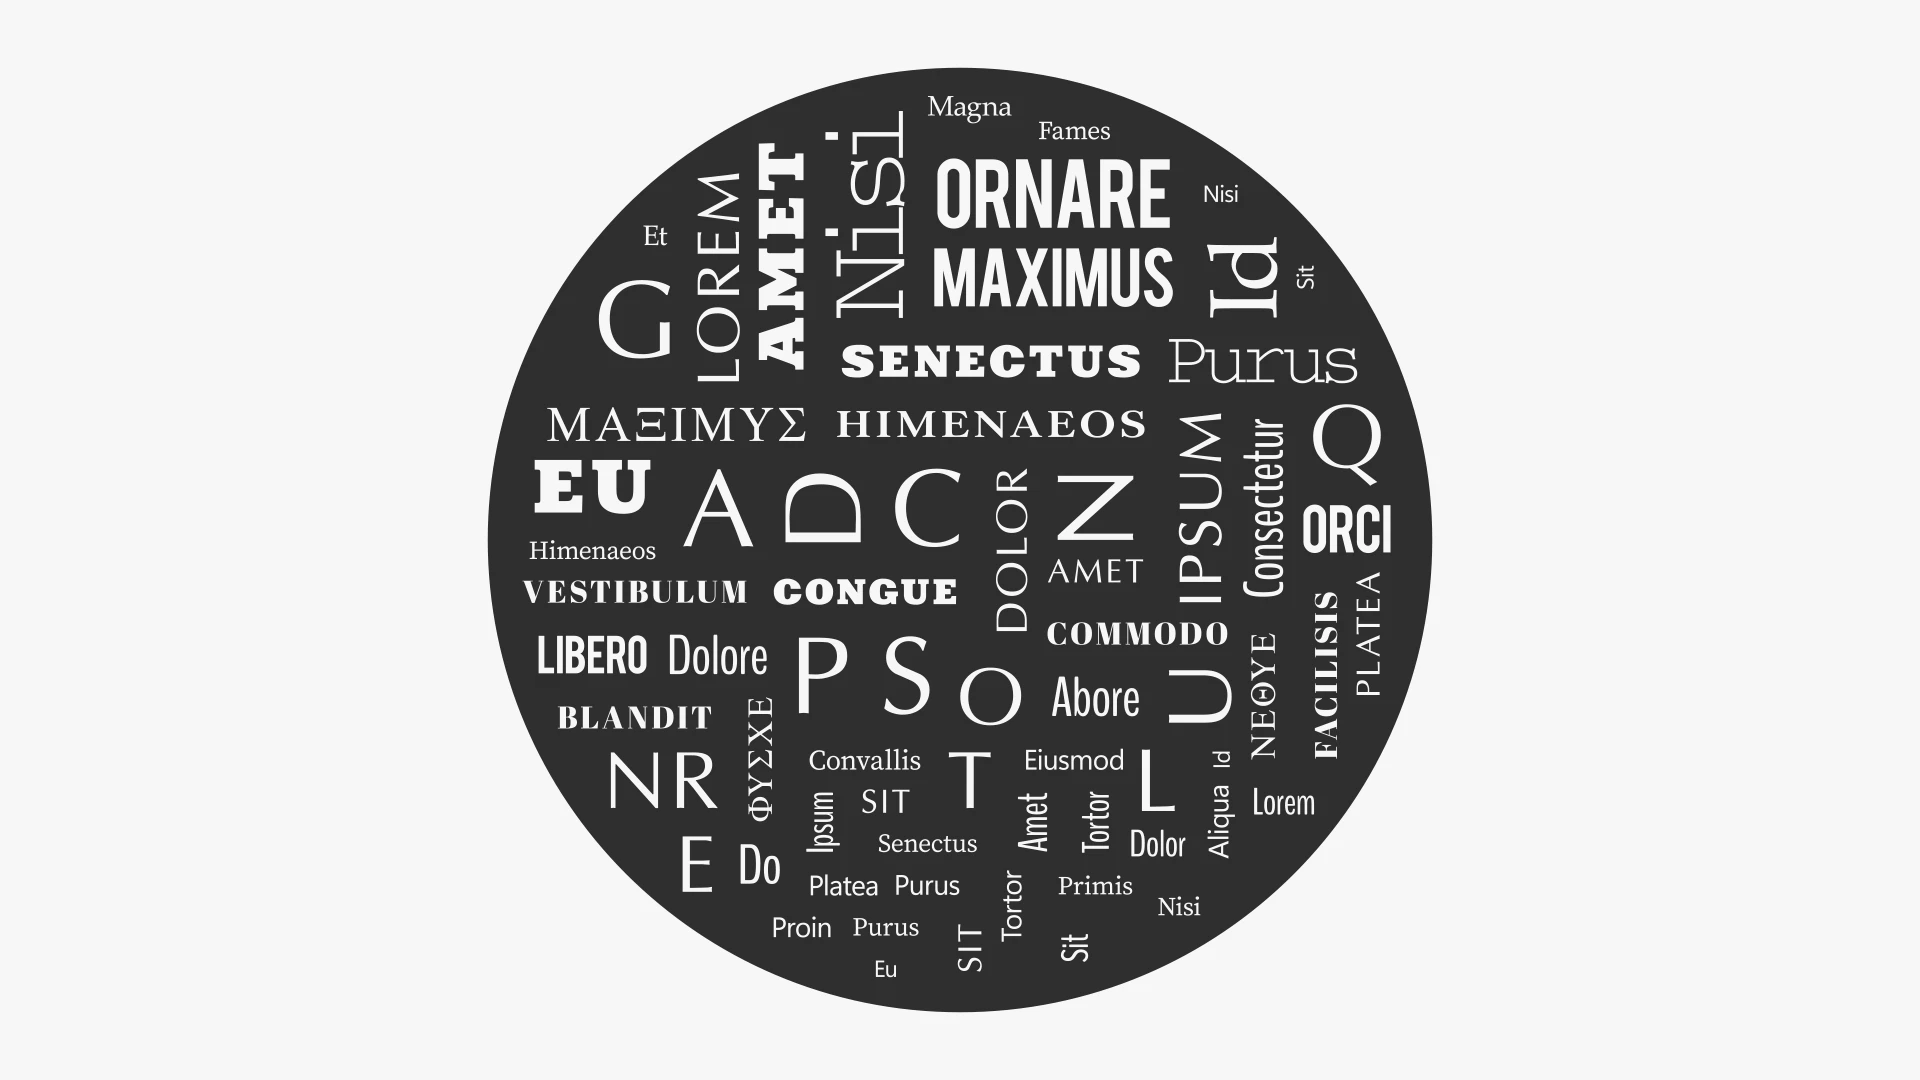 Magna
Fames
Nisi
AMET
LOREM
ORNARE
Nisi
Et
MAXIMUS
Id
Sit
G
SENECTUS
Purus
ΜΑΞΙΜΥΣ
HIMENAEOS
IPSUM
Consectetur
Q
EU
A
D
C
DOLOR
N
ORCI
Himenaeos
AMET
VESTIBULUM
CONGUE
COMMODO
FACILISIS
PLATEA
LIBERO
Dolore
P
S
O
Abore
U
ΝΕΘΥΕ
BLANDIT
ΦΥΣΧΕ
N
R
Convallis
T
Eiusmod
L
Id
Ipsum
SIT
Amet
Tortor
Aliqua
Lorem
Senectus
Dolor
E
Do
Platea
Purus
Tortor
Primis
Nisi
Proin
Purus
SIT
Sit
Eu